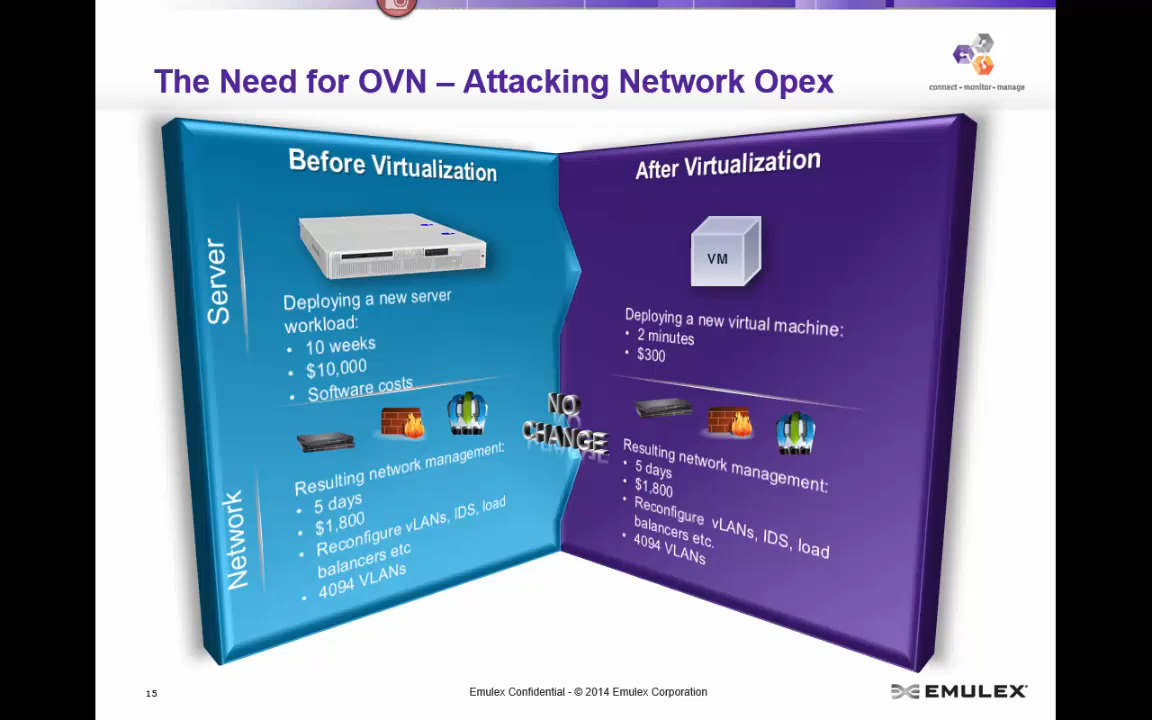 The Need for OVN – Attacking Network Opex
connect • monitor • manage
Before Virtualization
Server
Deploying a new server
workload:
• 10 weeks
• $10,000
• Software costs
Network
Resulting network management:
• 5 days
• $1,800
• Reconfigure vLANs, IDS, load
balancers etc
• 4094 VLANs
NO
CHANGE
After Virtualization
VM
Deploying a new virtual machine:
• 2 minutes
• $300
Resulting network management:
• 5 days
• $1,800
• Reconfigure vLANs, IDS, load
balancers etc.
• 4094 VLANs
15
Emulex Confidential - © 2014 Emulex Corporation
EMULEX